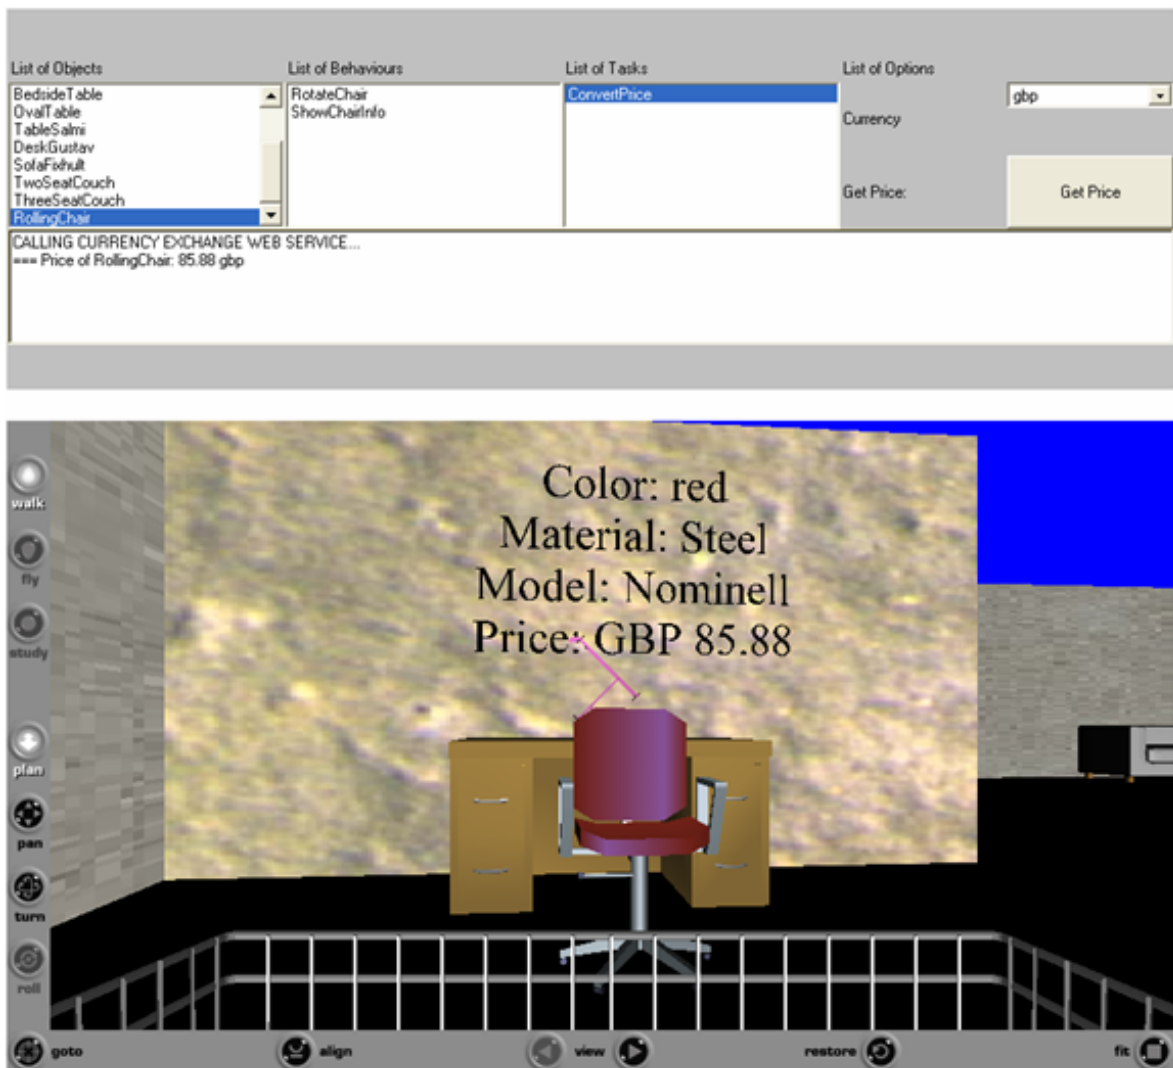 List of Objects
List of Behaviours
List of Tasks
List of Options
BedsideTable
OvalTable
TableSalmi
DeskGustav
SofaFixhult
TwoSeatCouch
ThreeSeatCouch
RollingChair
RotateChair
ShowChairInfo
ConvertPrice
gbp
Currency
Get Price:
Get Price
CALLING CURRENCY EXCHANGE WEB SERVICE...
=== Price of RollingChair: 85.88 gbp
Color: red
Material: Steel
Model: Nominell
Price: GBP 85.88
walk
fly
study
plan
pan
turn
roll
goto
align
view
restore
fit